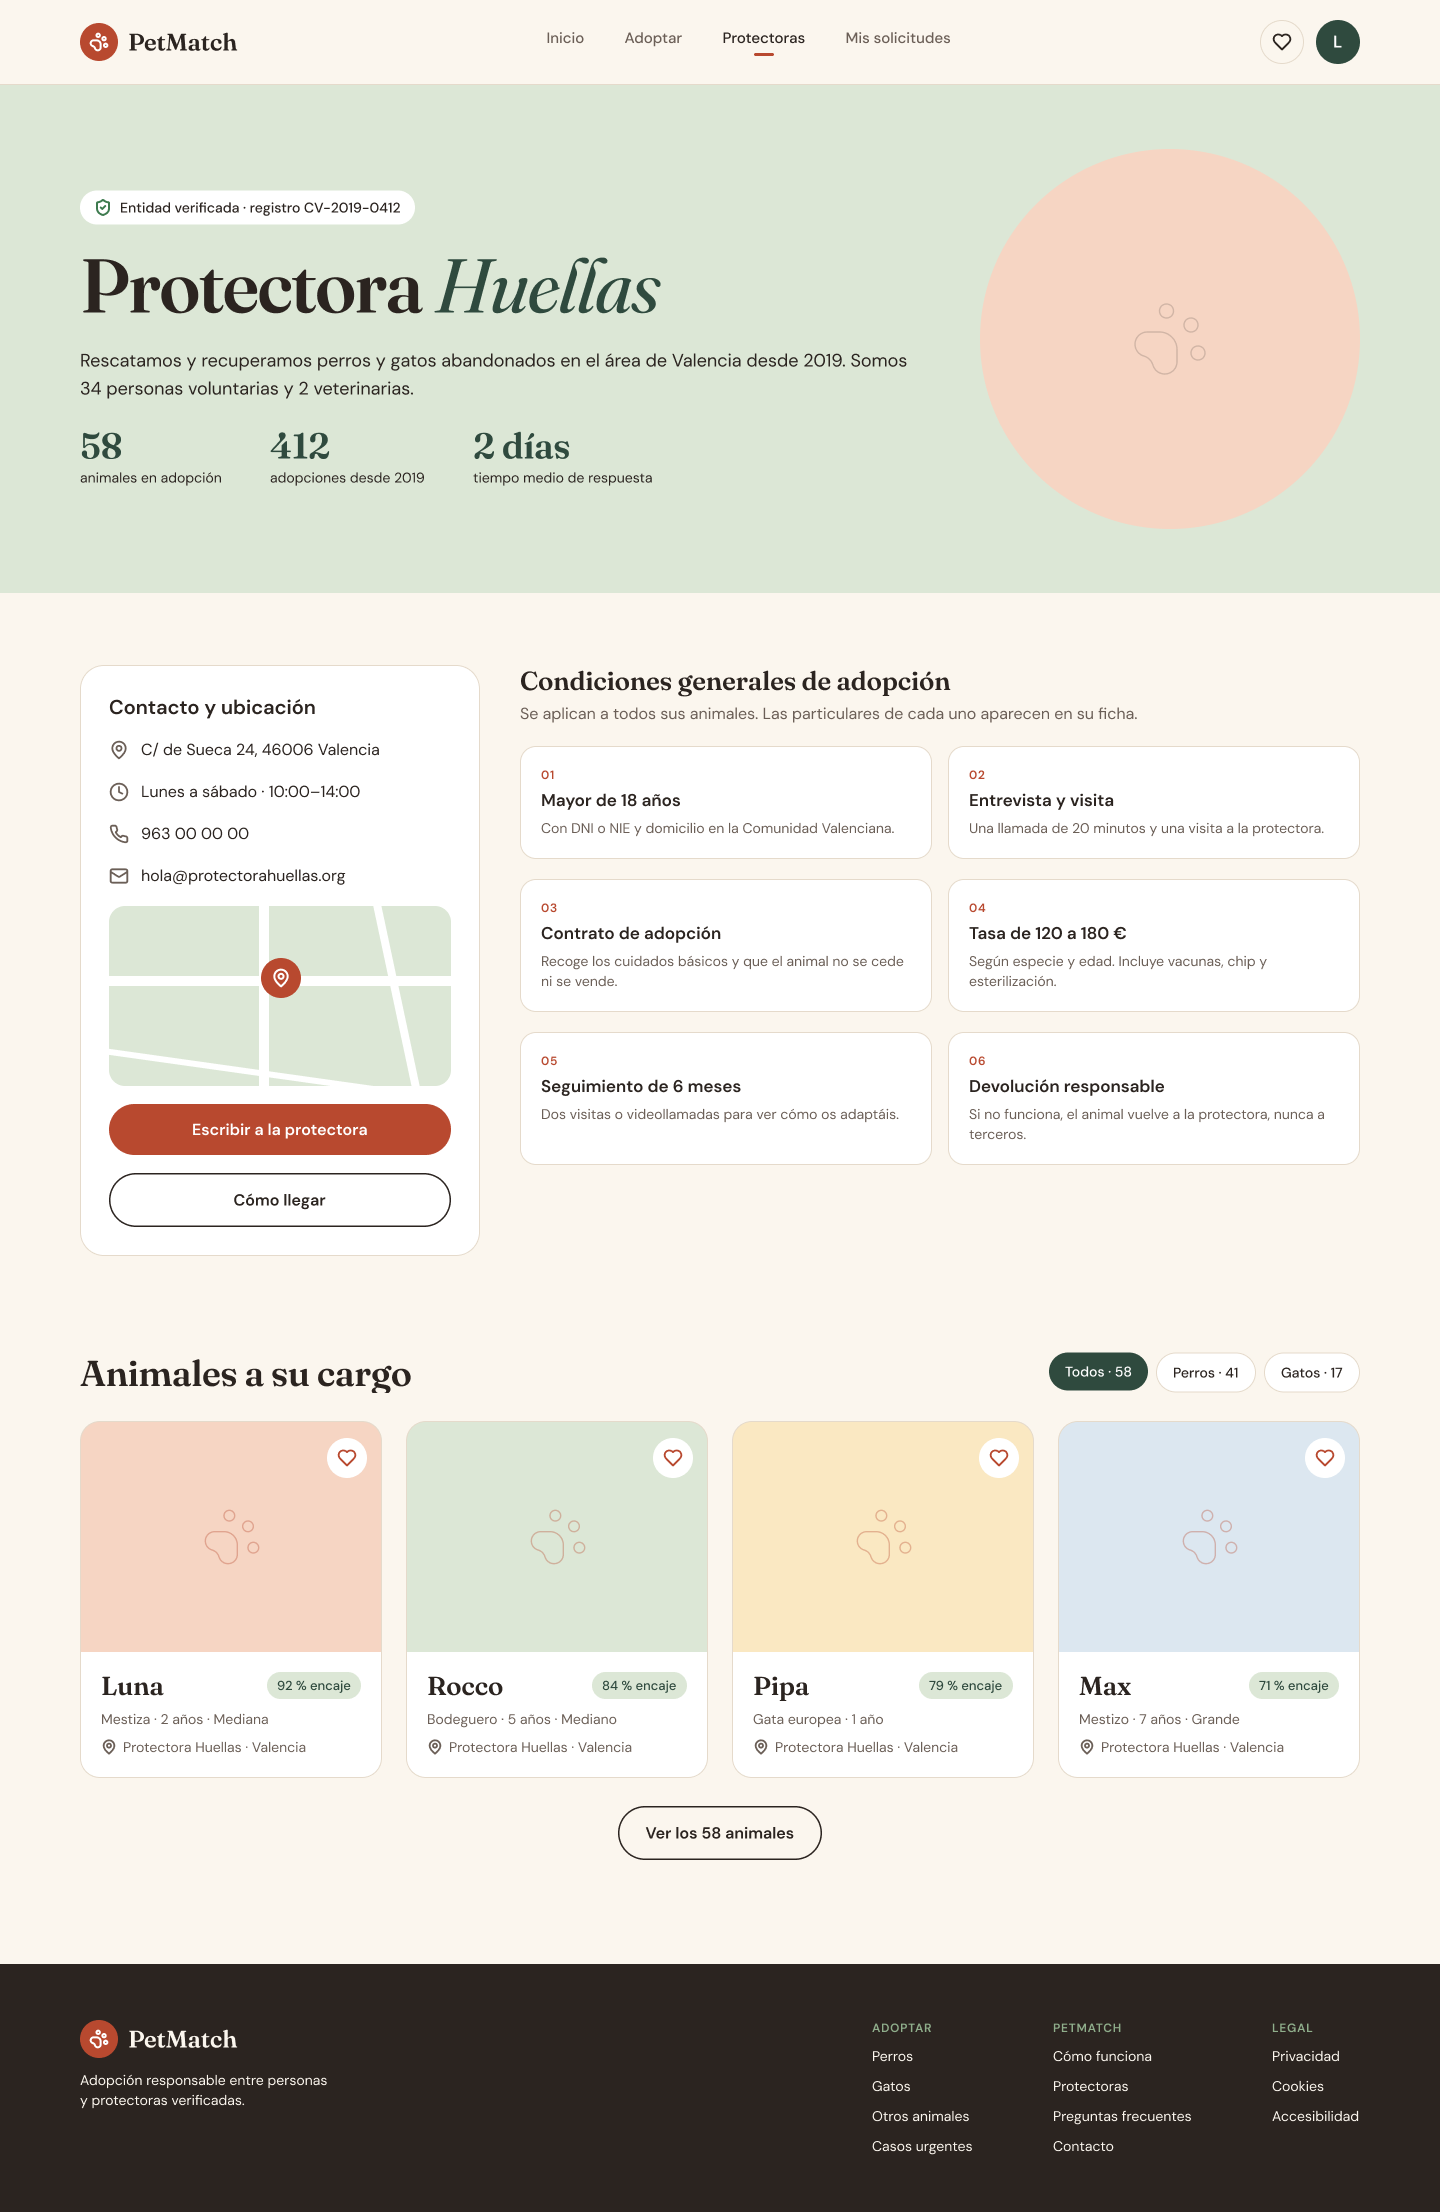 PetMatch
Inicio
Adoptar
Protectoras
Mis solicitudes
L
Entidad verificada · registro CV-2019-0412
Protectora Huellas
Rescatamos y recuperamos perros y gatos abandonados en el área de Valencia desde 2019. Somos
34 personas voluntarias y 2 veterinarias.
58
animales en adopción
412
adopciones desde 2019
2 días
tiempo medio de respuesta
Contacto y ubicación
C/ de Sueca 24, 46006 Valencia
Lunes a sábado · 10:00–14:00
963 00 00 00
hola@protectorahuellas.org
Escribir a la protectora
Cómo llegar
Condiciones generales de adopción
Se aplican a todos sus animales. Las particulares de cada uno aparecen en su ficha.
01
Mayor de 18 años
Con DNI o NIE y domicilio en la Comunidad Valenciana.
02
Entrevista y visita
Una llamada de 20 minutos y una visita a la protectora.
03
Contrato de adopción
Recoge los cuidados básicos y que el animal no se cede
ni se vende.
04
Tasa de 120 a 180 €
Según especie y edad. Incluye vacunas, chip y
esterilización.
05
Seguimiento de 6 meses
Dos visitas o videollamadas para ver cómo os adaptáis.
06
Devolución responsable
Si no funciona, el animal vuelve a la protectora, nunca a
terceros.
Animales a su cargo
Todos · 58
Perros · 41
Gatos · 17
Luna
92 % encaje
Mestiza · 2 años · Mediana
Protectora Huellas · Valencia
Rocco
84 % encaje
Bodeguero · 5 años · Mediano
Protectora Huellas · Valencia
Pipa
79 % encaje
Gata europea · 1 año
Protectora Huellas · Valencia
Max
71 % encaje
Mestizo · 7 años · Grande
Protectora Huellas · Valencia
Ver los 58 animales
PetMatch
Adopción responsable entre personas
y protectoras verificadas.
ADOPTAR
Perros
Gatos
Otros animales
Casos urgentes
PETMATCH
Cómo funciona
Protectoras
Preguntas frecuentes
Contacto
LEGAL
Privacidad
Cookies
Accesibilidad